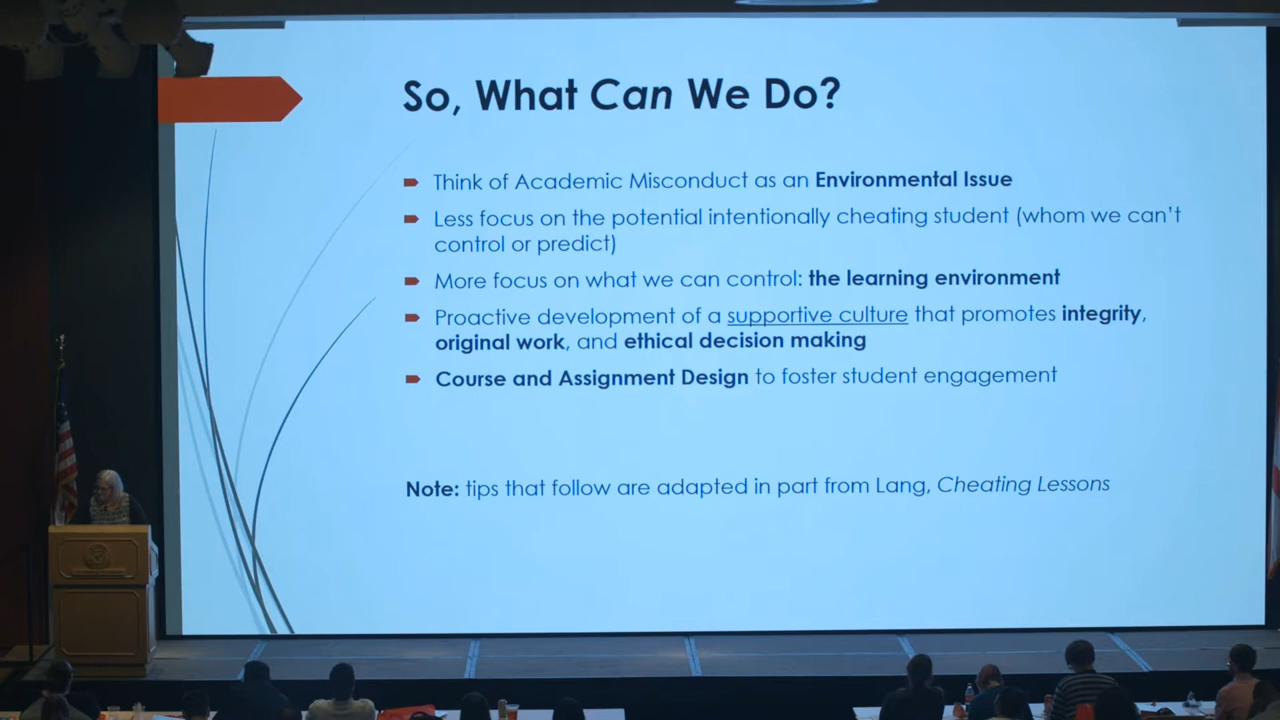 So, What Can We Do?
Think of Academic Misconduct as an Environmental Issue
Less focus on the potential intentionally cheating student (whom we can't
control or predict)
More focus on what we can control: the learning environment
Proactive development of a supportive culture that promotes integrity,
original work, and ethical decision making
Course and Assignment Design to foster student engagement
Note: tips that follow are adapted in part from Lang, Cheating Lessons